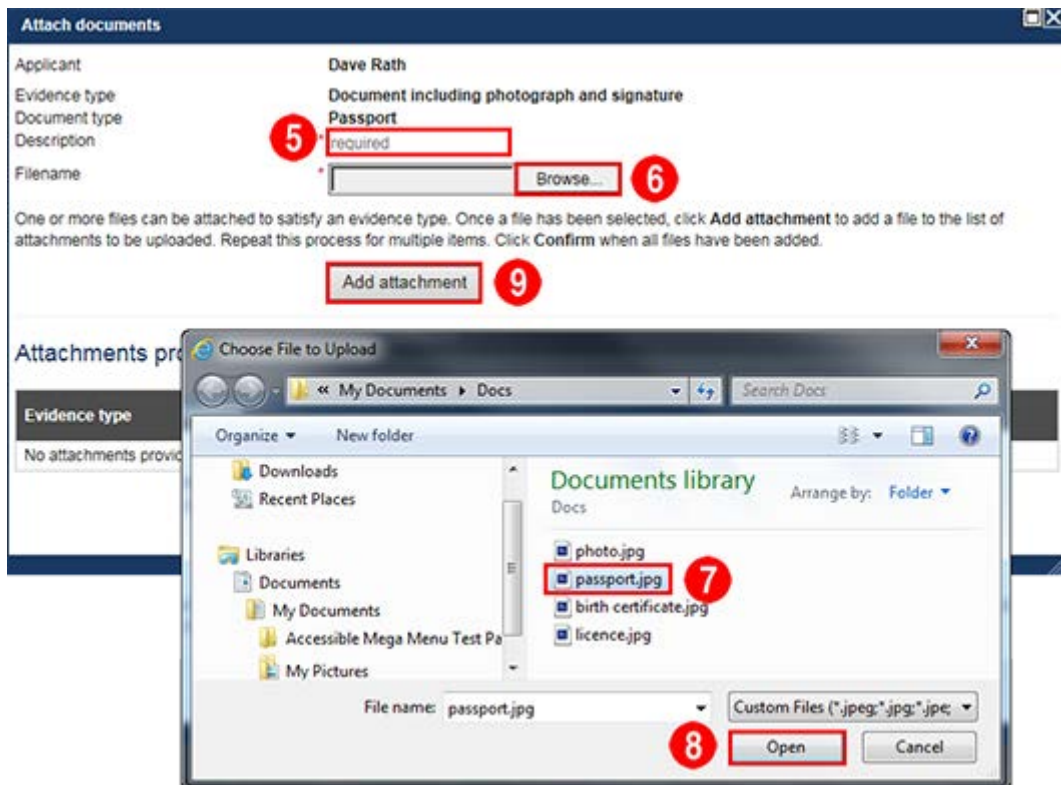 Attach documents
Applicant Dave Rath
Evidence type Document including photograph and signature
Document type Passport
Description * required
5
Filename * Browse...
6
One or more files can be attached to satisfy an evidence type. Once a file has been selected, click Add attachment to add a file to the list of
attachments to be uploaded. Repeat this process for multiple items. Click Confirm when all files have been added.
Add attachment
9
Attachments pro
Evidence type
No attachments provid
Choose File to Upload
« My Documents ▸ Docs
Search Docs
Organize New folder
Downloads
Recent Places
Libraries
Documents
My Documents
Accessible Mega Menu Test Pa
My Pictures
Documents library
Docs
Arrange by: Folder
photo.jpg
passport.jpg
7
birth certificate.jpg
licence.jpg
File name: passport.jpg
Custom Files (*.jpeg;*.jpg;*.jpe;
8
Open Cancel